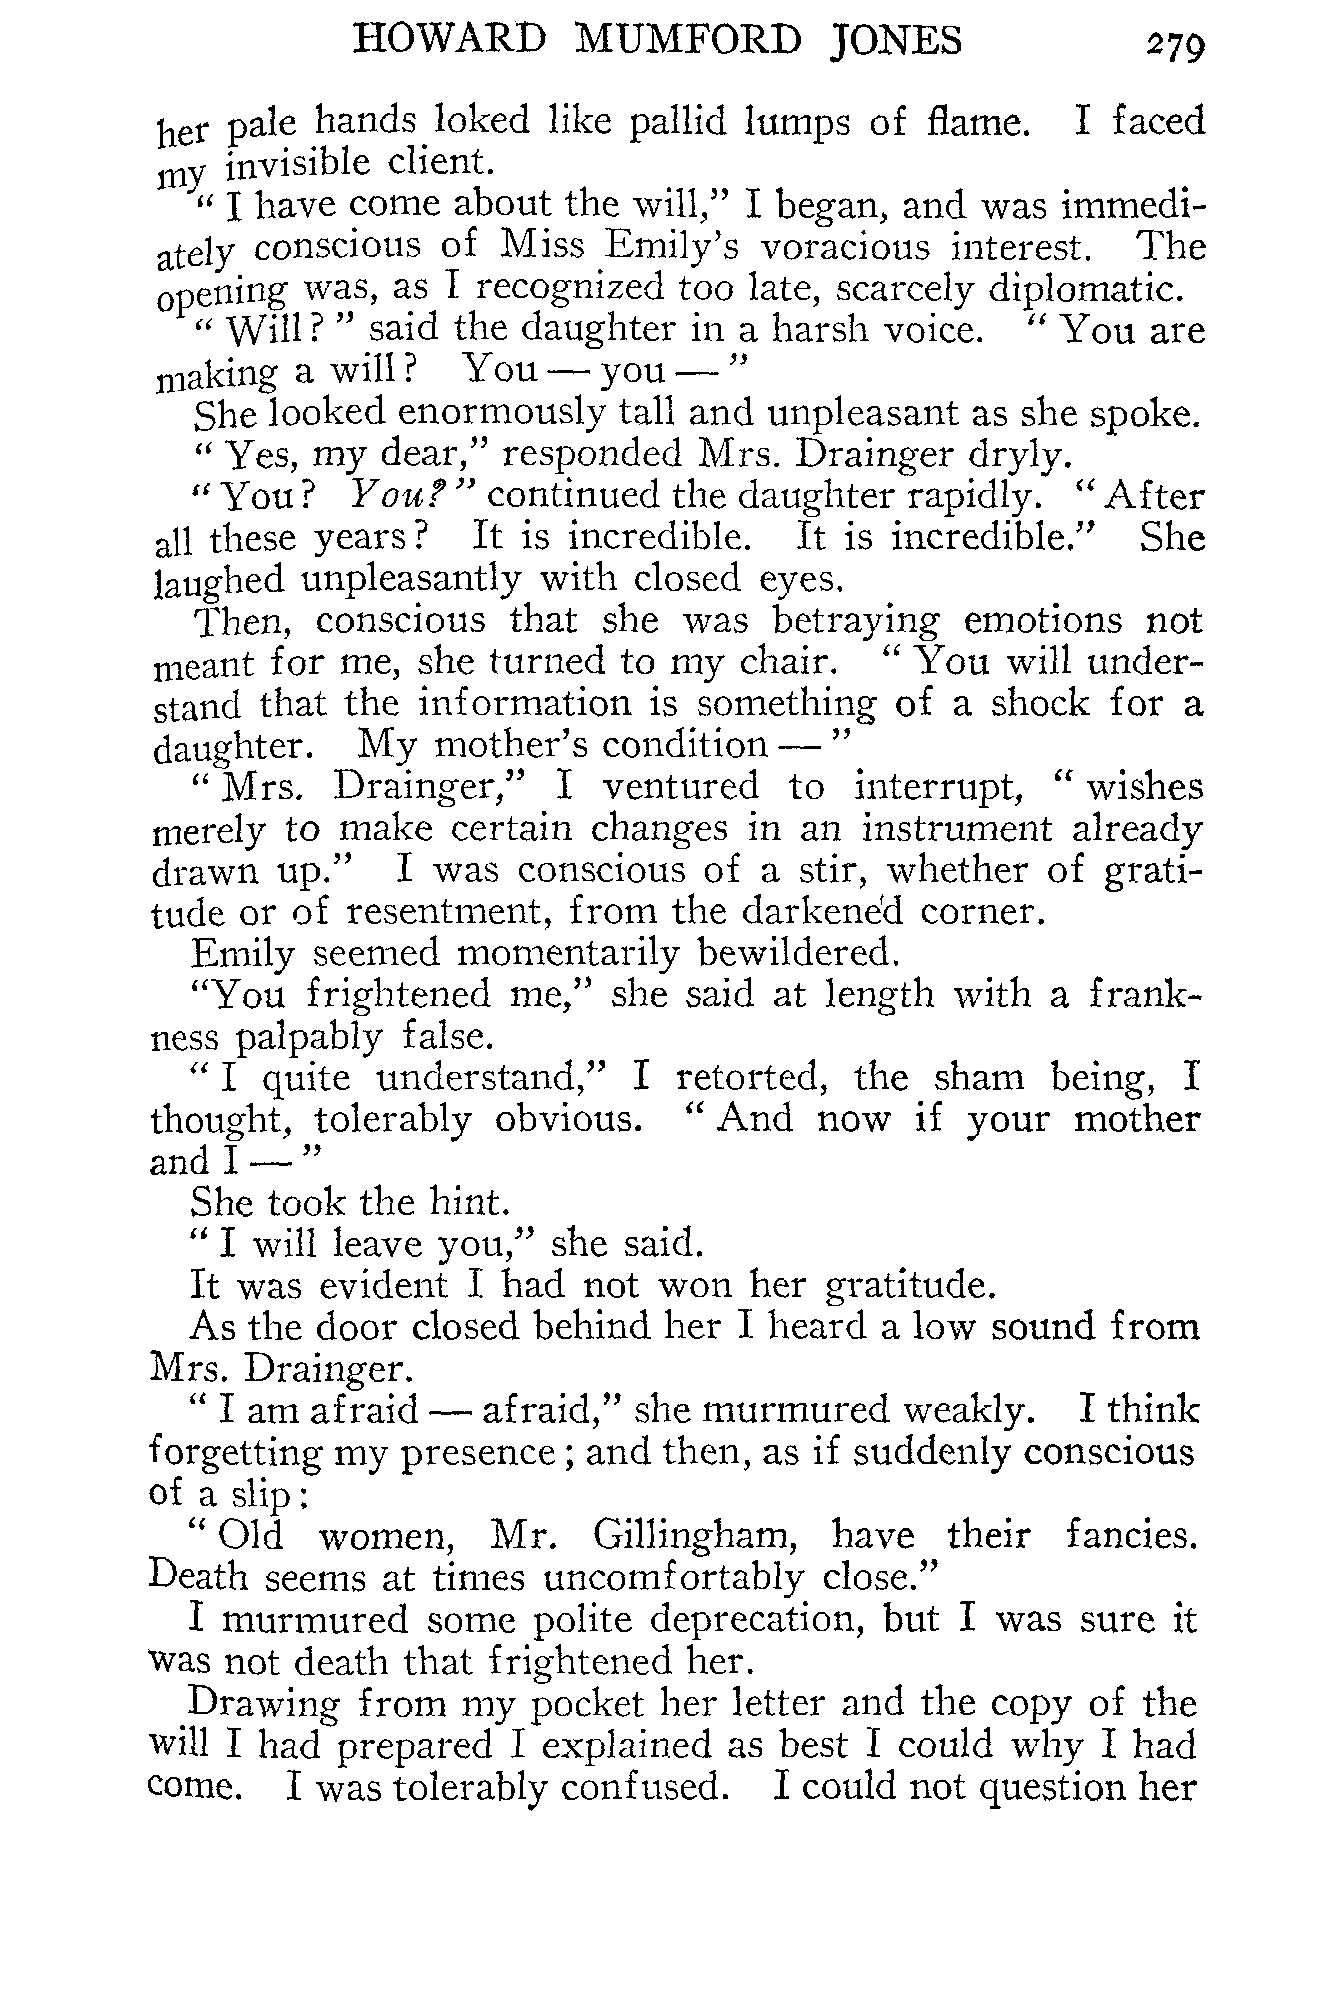 HOWARD MUMFORD JONES 279
her pale hands loked like pallid lumps of flame. I faced
my invisible client.
“ I have come about the will,” I began, and was immedi-
ately conscious of Miss Emily’s voracious interest. The
opening was, as I recognized too late, scarcely diplomatic.
“ Will? ” said the daughter in a harsh voice. “ You are
making a will? You — you — ”
She looked enormously tall and unpleasant as she spoke.
“ Yes, my dear,” responded Mrs. Drainger dryly.
“ You? You? ” continued the daughter rapidly. “ After
all these years? It is incredible. It is incredible.” She
laughed unpleasantly with closed eyes.
Then, conscious that she was betraying emotions not
meant for me, she turned to my chair. “ You will under-
stand that the information is something of a shock for a
daughter. My mother’s condition — ”
“ Mrs. Drainger,” I ventured to interrupt, “ wishes
merely to make certain changes in an instrument already
drawn up.” I was conscious of a stir, whether of grati-
tude or of resentment, from the darkened corner.
Emily seemed momentarily bewildered.
“You frightened me,” she said at length with a frank-
ness palpably false.
“ I quite understand,” I retorted, the sham being, I
thought, tolerably obvious. “ And now if your mother
and I — ”
She took the hint.
“ I will leave you,” she said.
It was evident I had not won her gratitude.
As the door closed behind her I heard a low sound from
Mrs. Drainger.
“ I am afraid — afraid,” she murmured weakly. I think
forgetting my presence; and then, as if suddenly conscious
of a slip:
“ Old women, Mr. Gillingham, have their fancies.
Death seems at times uncomfortably close.”
I murmured some polite deprecation, but I was sure it
was not death that frightened her.
Drawing from my pocket her letter and the copy of the
will I had prepared I explained as best I could why I had
come. I was tolerably confused. I could not question her